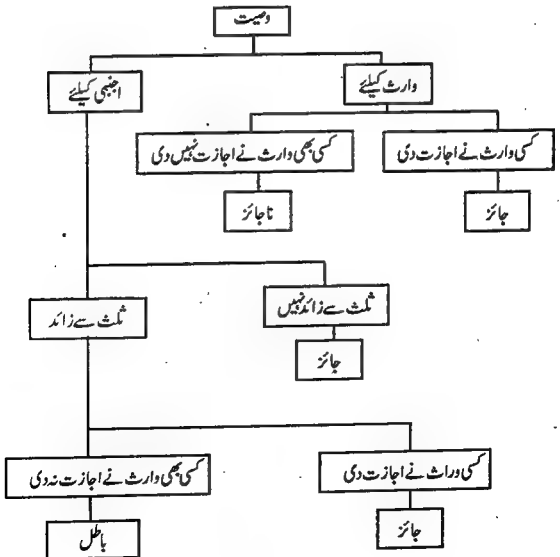 وصیت
وارث کیلئے
اجنبی کیلئے
کسی وارث نے اجازت دی
کسی بھی وارث نے اجازت نہیں دی
جائز
ناجائز
ثلث سے زائد نہیں
ثلث سے زائد
جائز
کسی وراث نے اجازت دی
کسی بھی وارث نے اجازت نہ دی
جائز
باطل